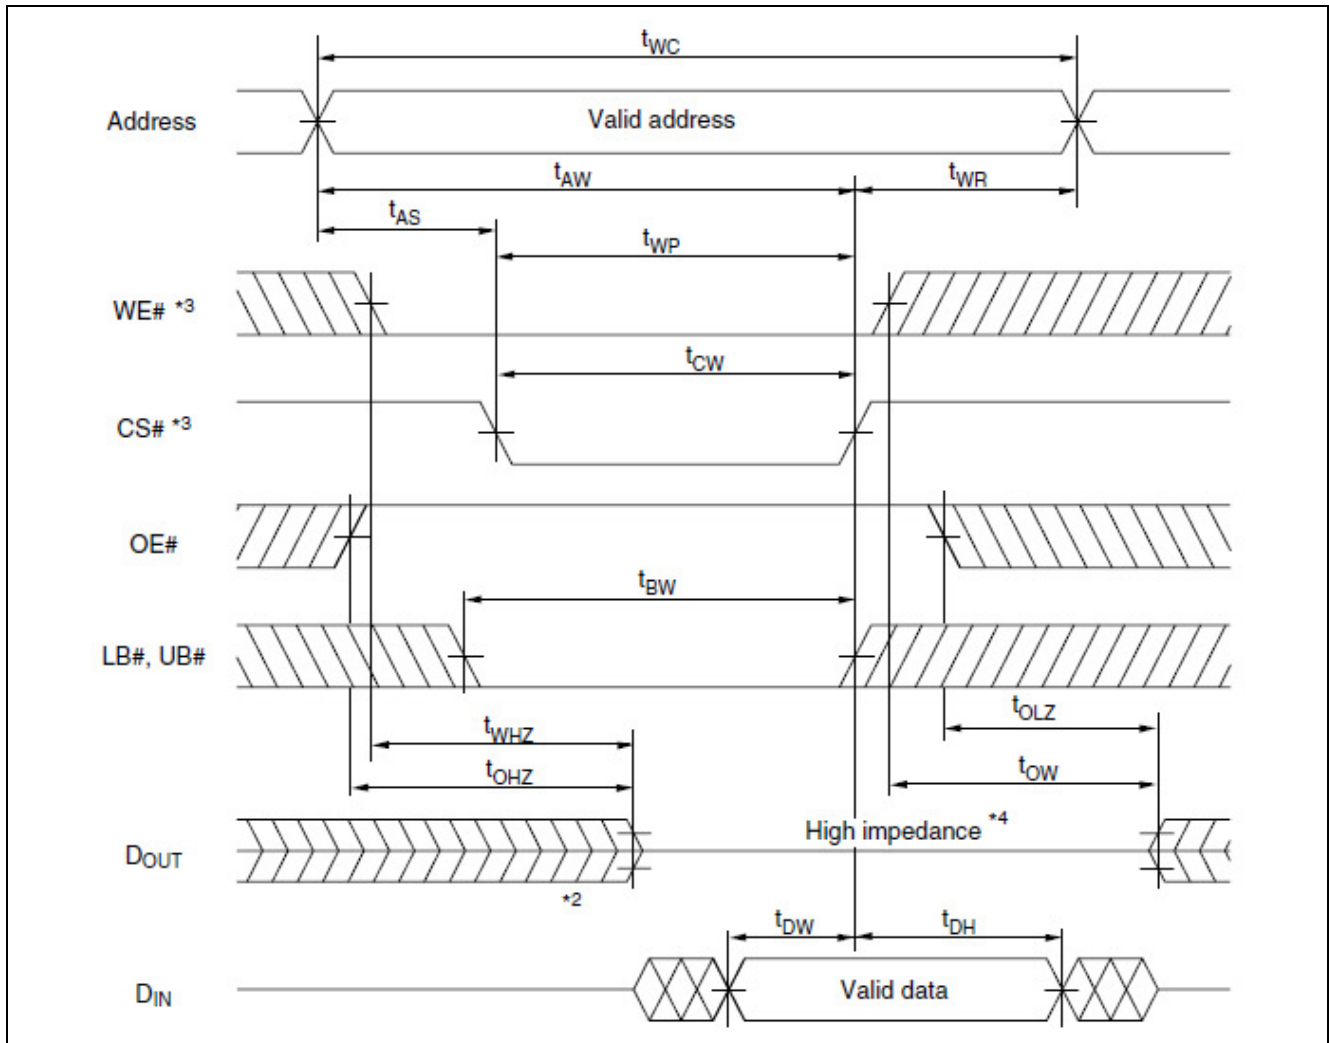 tWC
Address
Valid address
tAW
tWR
tAS
tWP
WE# *3
tCW
CS# *3
OE#
tBW
LB#, UB#
tOLZ
tWHZ
tOW
tOHZ
High impedance *4
DOUT
*2
tDW
tDH
DIN
Valid data